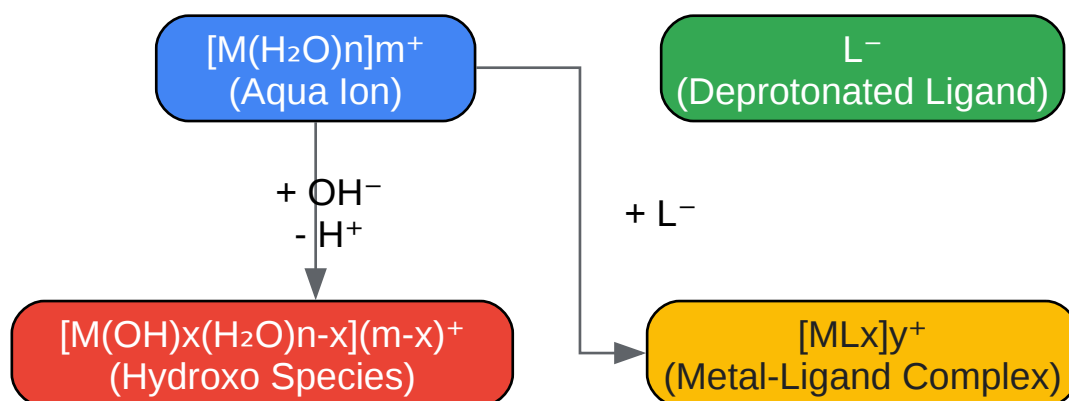 [M(H₂O)n]m⁺
(Aqua Ion)
L⁻
(Deprotonated Ligand)
+ OH⁻
- H⁺
+ L⁻
[M(OH)x(H₂O)n-x](m-x)⁺
(Hydroxo Species)
[MLx]y⁺
(Metal-Ligand Complex)